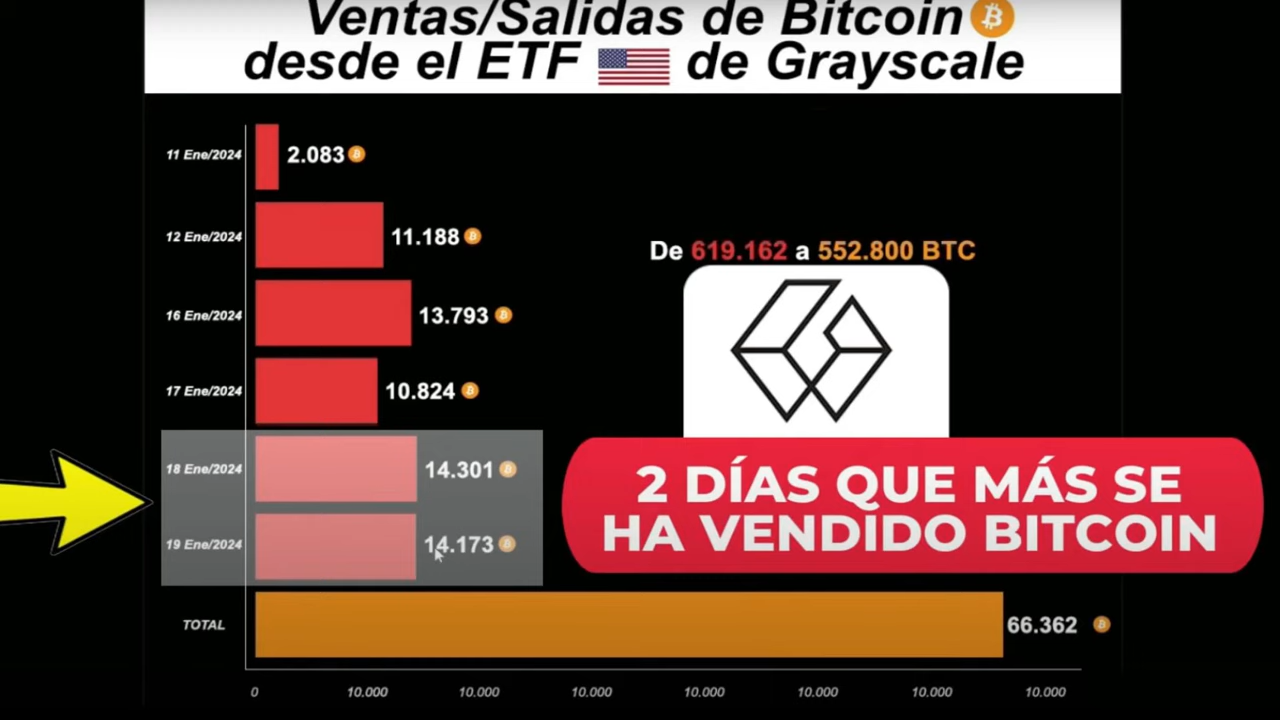 Ventas/Salidas de Bitcoin
desde el ETF de Grayscale
11 Ene/2024 2.083
12 Ene/2024 11.188
De 619.162 a 552.800 BTC
16 Ene/2024 13.793
17 Ene/2024 10.824
18 Ene/2024 14.301
2 DÍAS QUE MÁS SE
HA VENDIDO BITCOIN
19 Ene/2024 14.173
TOTAL 66.362
0 10.000 10.000 10.000 10.000 10.000 10.000 10.000